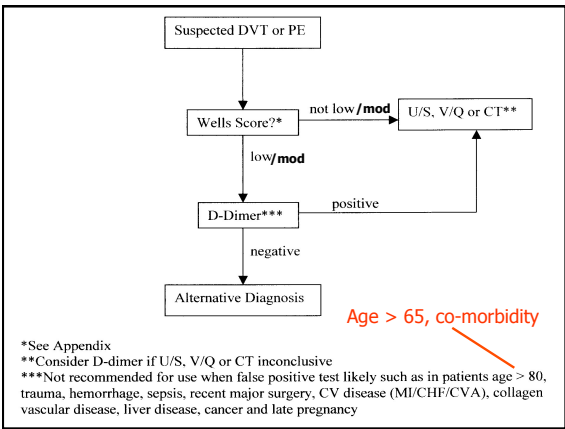 Suspected DVT or PE
not low/mod
Wells Score?*
U/S, V/Q or CT**
low/mod
D-Dimer***
positive
negative
Alternative Diagnosis
Age > 65, co-morbidity
*See Appendix
**Consider D-dimer if U/S, V/Q or CT inconclusive
***Not recommended for use when false positive test likely such as in patients age > 80,
trauma, hemorrhage, sepsis, recent major surgery, CV disease (MI/CHF/CVA), collagen
vascular disease, liver disease, cancer and late pregnancy